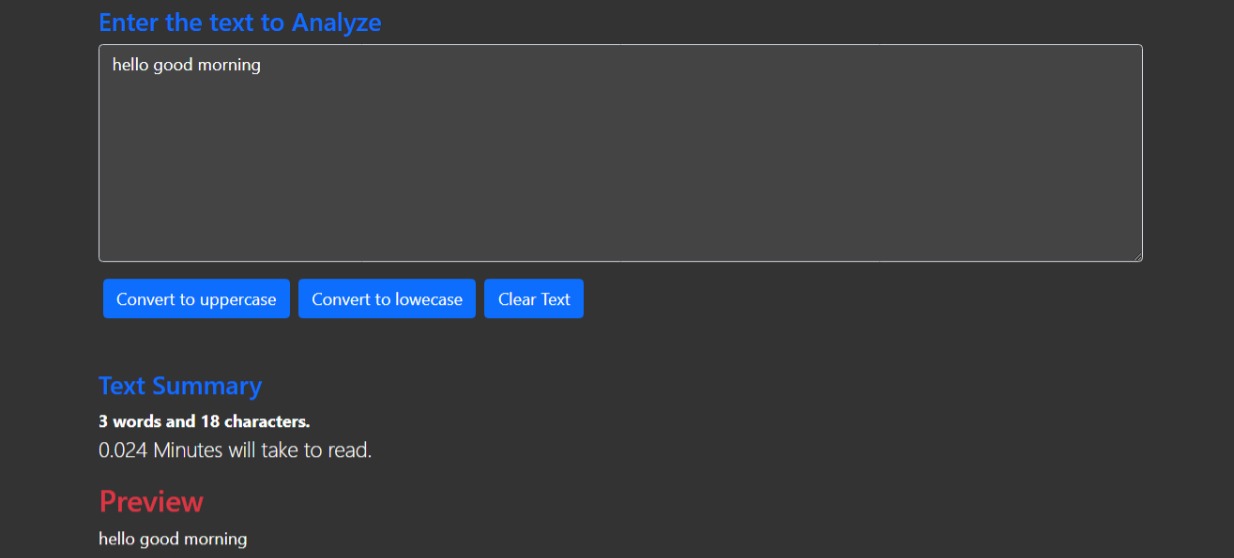 Enter the text to Analyze
hello good morning
Convert to uppercase Convert to lowecase Clear Text
Text Summary
3 words and 18 characters.
0.024 Minutes will take to read.
Preview
hello good morning